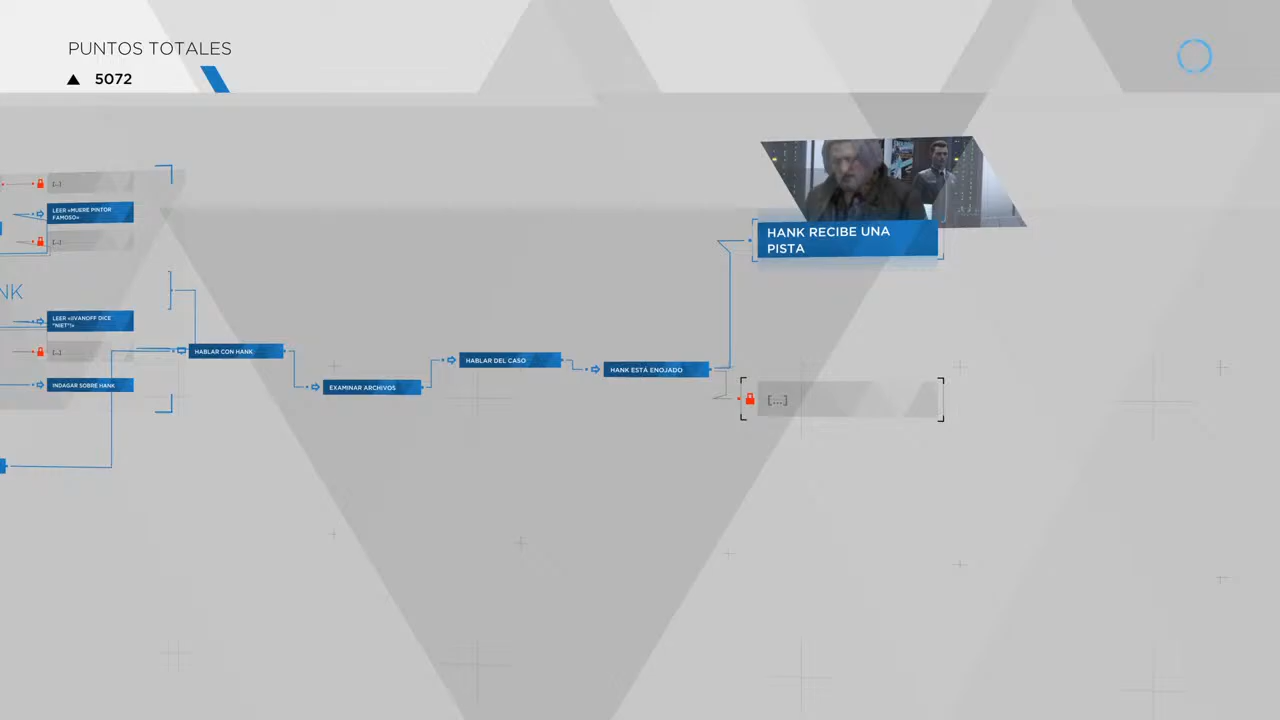 PUNTOS TOTALES
5072
[...]
LEER «MUERE PINTOR
FAMOSO»
[...]
NK
LEER «IVANOFF DICE
"NIET"!»
[...]
INDAGAR SOBRE HANK
HABLAR CON HANK
EXAMINAR ARCHIVOS
HABLAR DEL CASO
HANK ESTÁ ENOJADO
HANK RECIBE UNA
PISTA
[...]